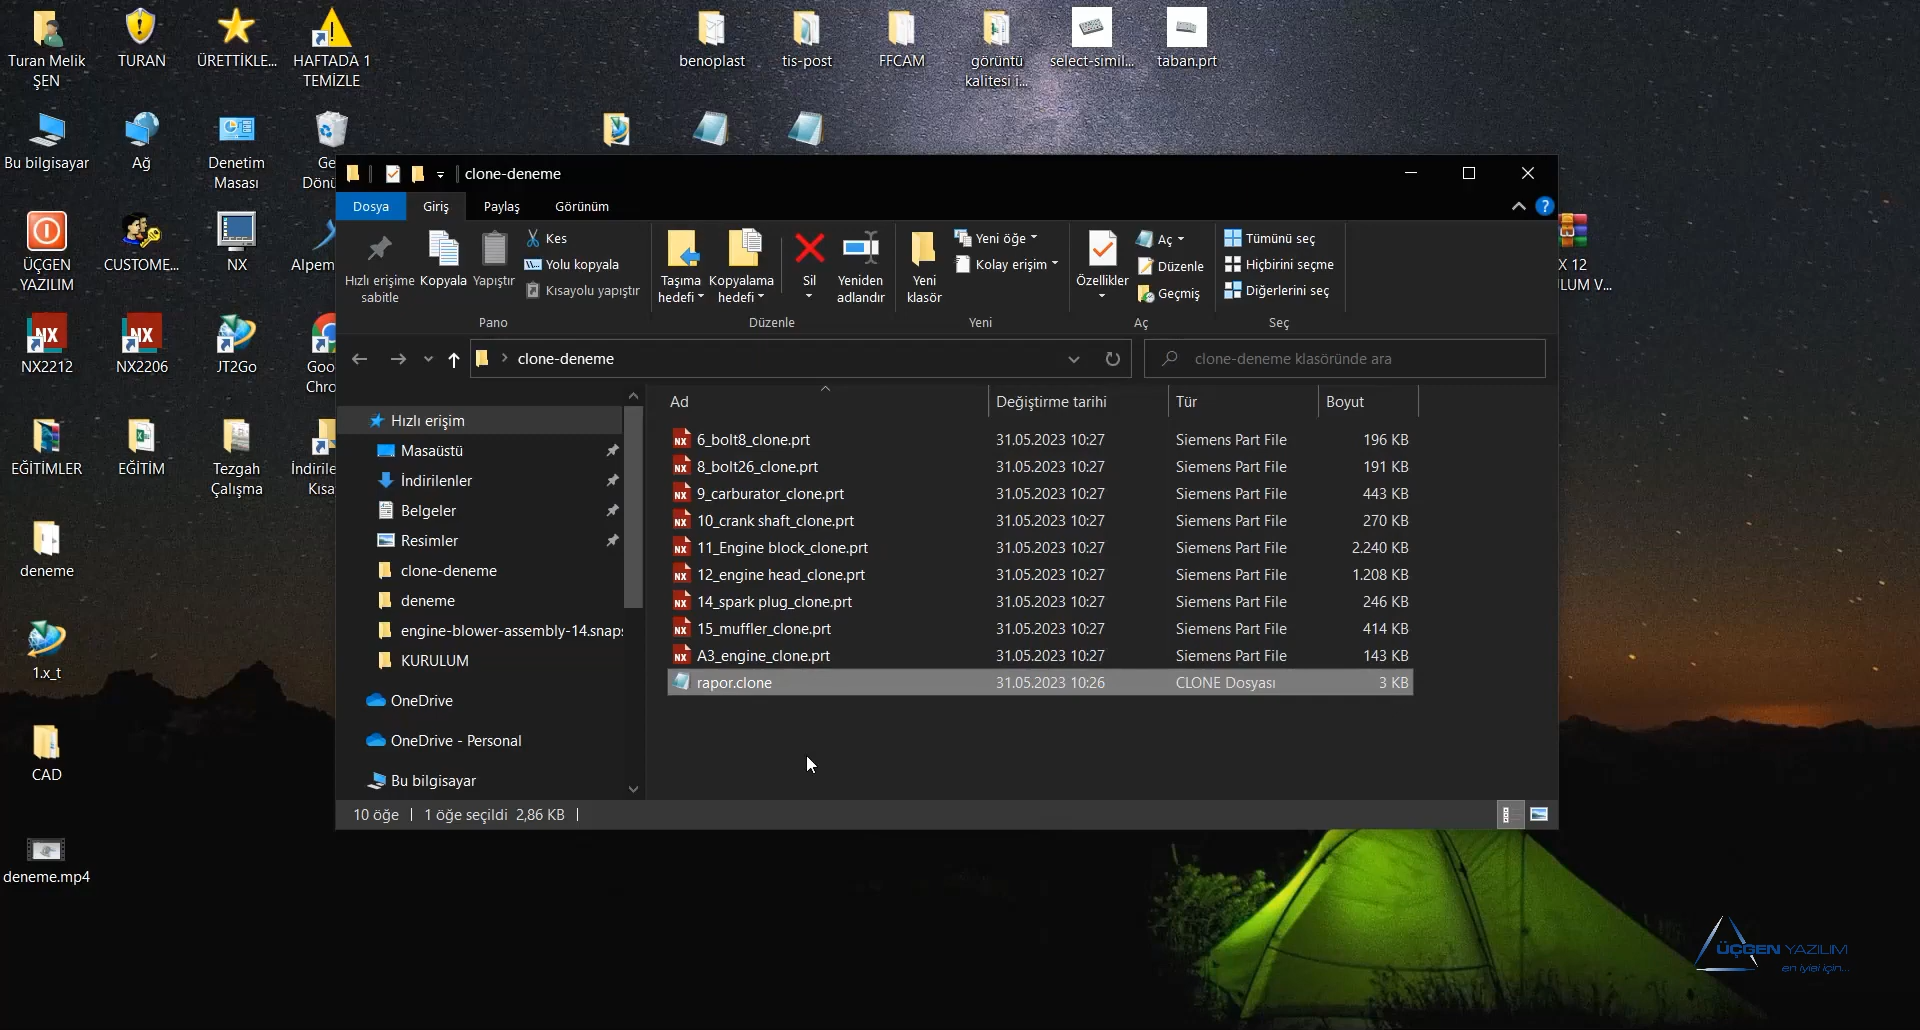 Turan Melik
ŞEN
TURAN
ÜRETTİKLE...
HAFTADA 1
TEMİZLE
benoplast
tis-post
FFCAM
görüntü
kalitesi i...
select-simil...
taban.prt
Bu bilgisayar
Ağ
Denetim
Masası
Ge
Dönü
ÜÇGEN
YAZILIM
CUSTOME...
NX
Alpem
X 12
LUM V...
NX
NX2212
NX
NX2206
JT2Go
Goo
Chro
EĞİTİMLER
EĞİTİM
Tezgah
Çalışma
İndirile
Kısa
deneme
1.x_t
CAD
deneme.mp4
clone-deneme
Dosya
Giriş
Paylaş
Görünüm
?
Hızlı erişime
sabitle
Kopyala
Yapıştır
Kes
Yolu kopyala
Kısayolu yapıştır
Pano
Taşıma
hedefi
Kopyalama
hedefi
Sil
Yeniden
adlandır
Düzenle
Yeni
klasör
Yeni öğe
Kolay erişim
Yeni
Özellikler
Aç
Düzenle
Geçmiş
Aç
Tümünü seç
Hiçbirini seçme
Diğerlerini seç
Seç
clone-deneme
clone-deneme klasöründe ara
Hızlı erişim
Masaüstü
İndirilenler
Belgeler
Resimler
clone-deneme
deneme
engine-blower-assembly-14.snaps
KURULUM
OneDrive
OneDrive - Personal
Bu bilgisayar
Ad Değiştirme tarihi Tür Boyut
NX 6_bolt8_clone.prt 31.05.2023 10:27 Siemens Part File 196 KB
NX 8_bolt26_clone.prt 31.05.2023 10:27 Siemens Part File 191 KB
NX 9_carburator_clone.prt 31.05.2023 10:27 Siemens Part File 443 KB
NX 10_crank shaft_clone.prt 31.05.2023 10:27 Siemens Part File 270 KB
NX 11_Engine block_clone.prt 31.05.2023 10:27 Siemens Part File 2.240 KB
NX 12_engine head_clone.prt 31.05.2023 10:27 Siemens Part File 1.208 KB
NX 14_spark plug_clone.prt 31.05.2023 10:27 Siemens Part File 246 KB
NX 15_muffler_clone.prt 31.05.2023 10:27 Siemens Part File 414 KB
NX A3_engine_clone.prt 31.05.2023 10:27 Siemens Part File 143 KB
rapor.clone 31.05.2023 10:26 CLONE Dosyası 3 KB
10 öğe 1 öğe seçildi 2,86 KB
ÜÇGEN YAZILIM
en iyisi için...